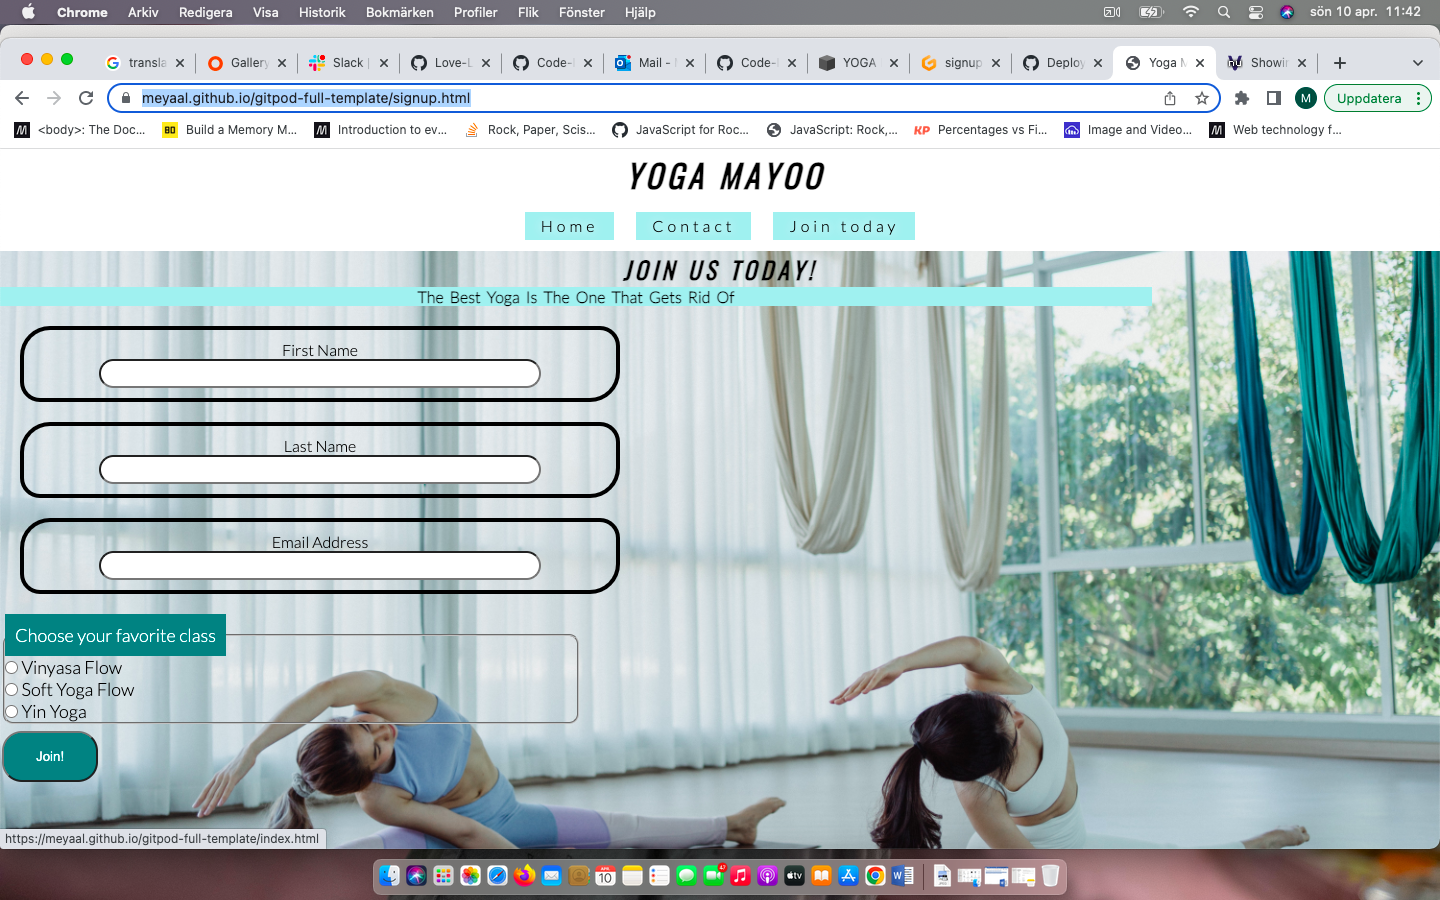 Chrome Arkiv Redigera Visa Historik Bokmärken Profiler Flik Fönster Hjälp sön 10 apr. 11:42
transla Gallery Slack | Love-L Code-I Mail - Code- YOGA signup Deploy Yoga M Showin
meyaal.github.io/gitpod-full-template/signup.html M Uppdatera
<body>: The Doc... Build a Memory M... Introduction to ev... Rock, Paper, Scis... JavaScript for Roc... JavaScript: Rock,... Percentages vs Fi... Image and Video... Web technology f...
YOGA MAYOO
Home Contact Join today
JOIN US TODAY!
The Best Yoga Is The One That Gets Rid Of
First Name
Last Name
Email Address
Choose your favorite class
Vinyasa Flow
Soft Yoga Flow
Yin Yoga
Join!
https://meyaal.github.io/gitpod-full-template/index.html